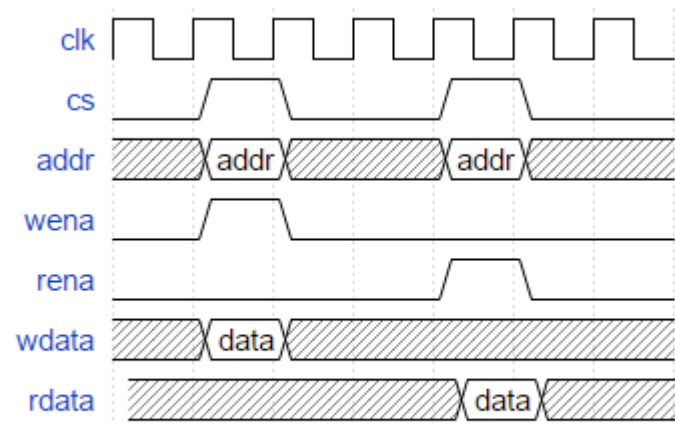 clk
cs
addr addr addr
wena
rena
wdata data
rdata data